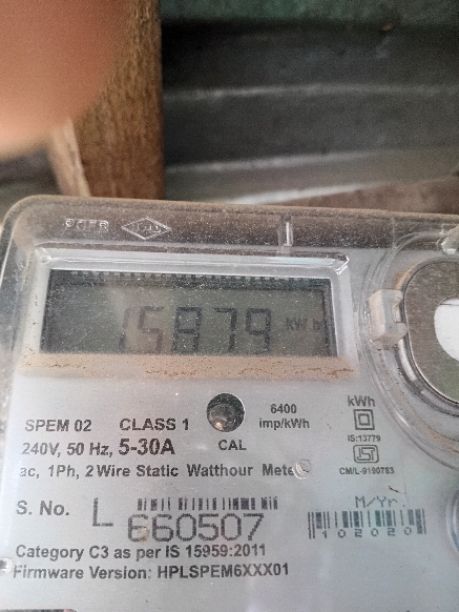 15879 kWh
SPEM 02 CLASS 1
6400 imp/kWh
kWh
240V, 50 Hz, 5-30A
CAL
IS:13779
ac, 1Ph, 2 Wire Static Watthour Meter
CM/L-9190783
S. No. L 660507
M/Yr.
102020
Category C3 as per IS 15959:2011
Firmware Version: HPLSPEM6XXX01